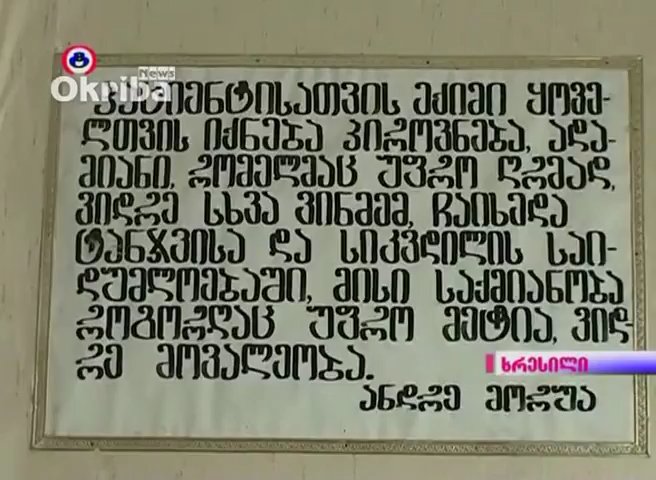 News
Okriba
პაციენტისათვის ექიმი ყოვე-
ლთვის იქნება პიროვნება, ადა-
მიანი, რომელმაც უფრო ღრმად,
ვიდრე სხვა ვინმემ, ჩაიხედა
ტანჯვისა და სიკვდილის საი-
დუმლოებაში, მისი საქმიანობა
როგორღაც უფრო მეტია, ვიდ-
რე მოვალეობა.
სრესილი
ანდრე მორუა